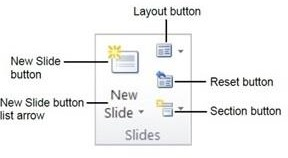 Layout button
New Slide
button
Reset button
New Slide button
list arrow
New
Slide
Section button
Slides